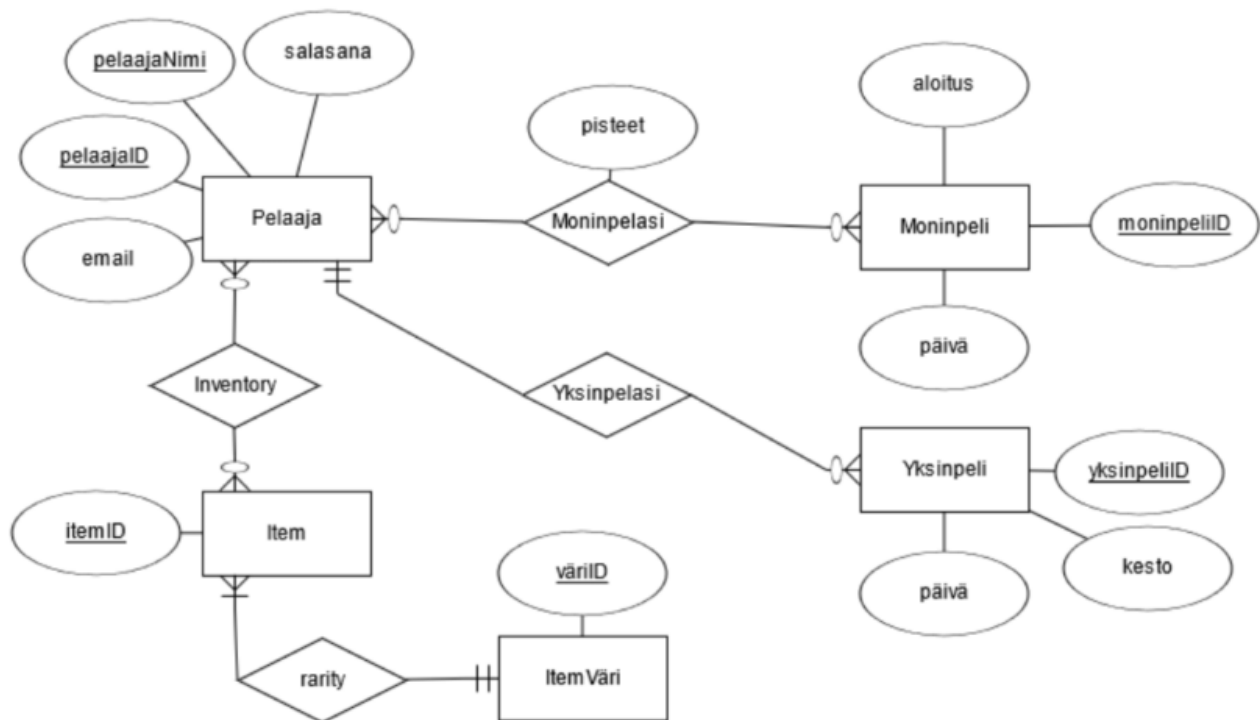 pelaajaNimi
salasana
aloitus
pisteet
pelaajaID
Pelaaja
Moninpelasi
Moninpeli
moninpeliID
email
päivä
Inventory
Yksinpelasi
Yksinpeli
yksinpeliID
itemID
Item
väriID
päivä
kesto
rarity
ItemVäri